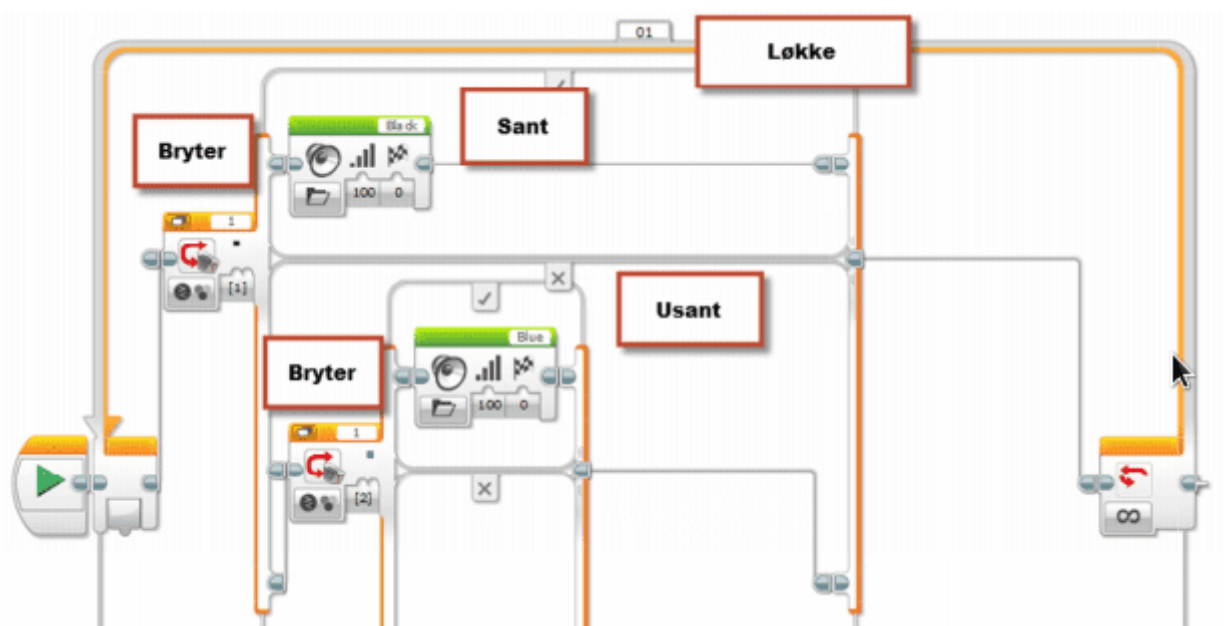 01
Løkke
Black
Sant
Bryter
100 0
1
[1]
Usant
Blue
Bryter
100 0
1
[2]